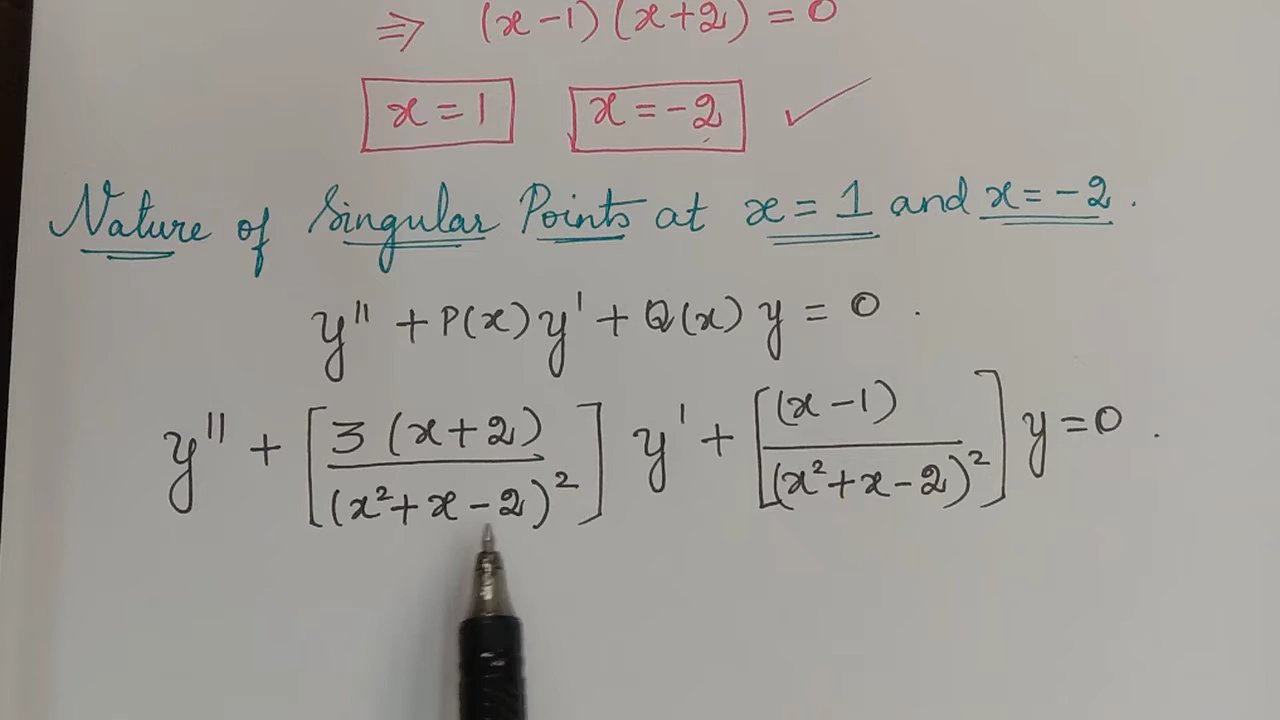 ⇒ (x-1)(x+2) = 0
x = 1 x = -2 ✓
Nature of Singular Points at x = 1 and x = -2.
y'' + P(x) y' + Q(x) y = 0.
y'' + [3(x+2)/(x²+x-2)²] y' + [(x-1)/(x²+x-2)²] y = 0.